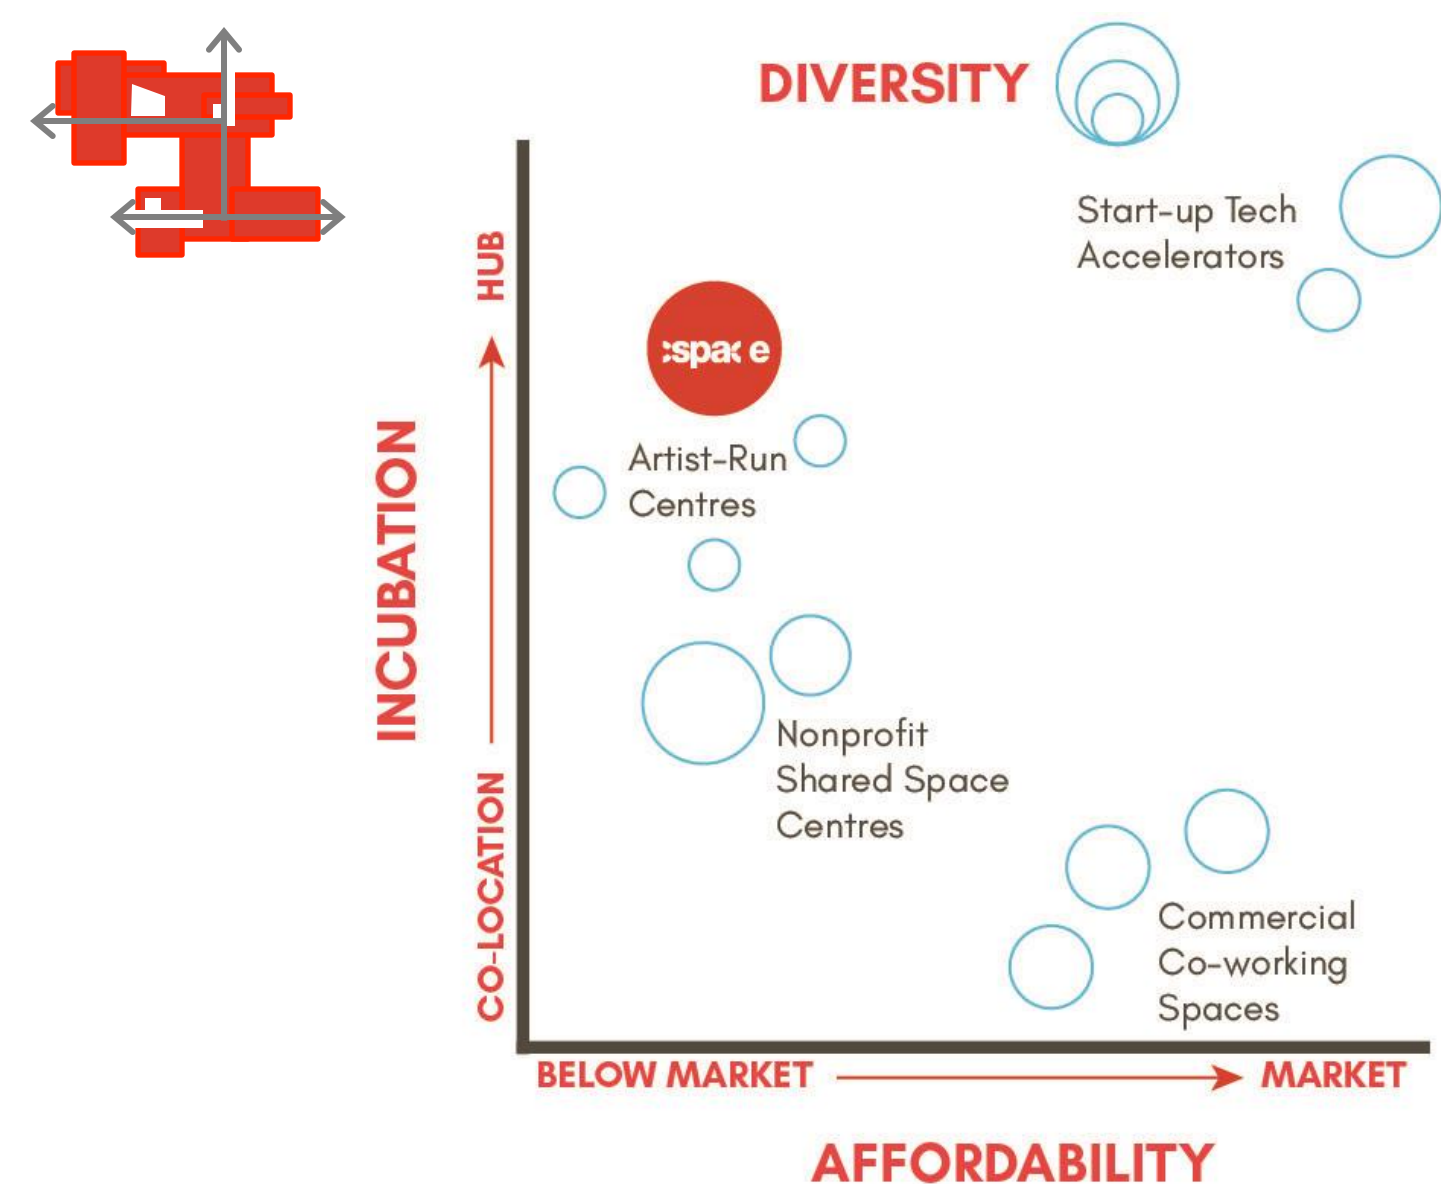 DIVERSITY
Start-up Tech
Accelerators
HUB
:spa< e
Artist-Run
Centres
INCUBATION
Nonprofit
Shared Space
Centres
CO-LOCATION
Commercial
Co-working
Spaces
BELOW MARKET
MARKET
AFFORDABILITY